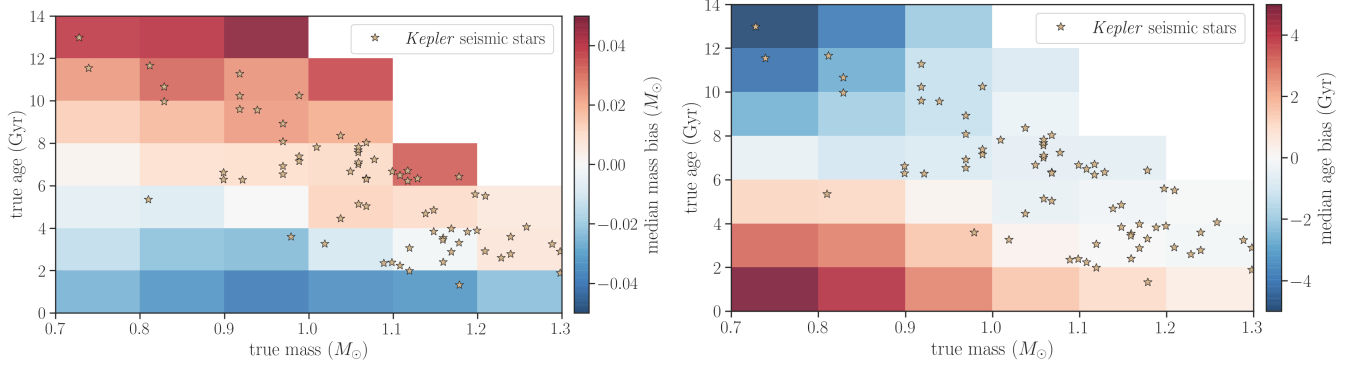 14
12
10
8
6
4
2
0
true age (Gyr)
0.7 0.8 0.9 1.0 1.1 1.2 1.3
true mass (M⊙)
Kepler seismic stars
0.04
0.02
0.00
−0.02
−0.04
median mass bias (M⊙)
14
12
10
8
6
4
2
0
true age (Gyr)
0.7 0.8 0.9 1.0 1.1 1.2 1.3
true mass (M⊙)
Kepler seismic stars
4
2
0
−2
−4
median age bias (Gyr)